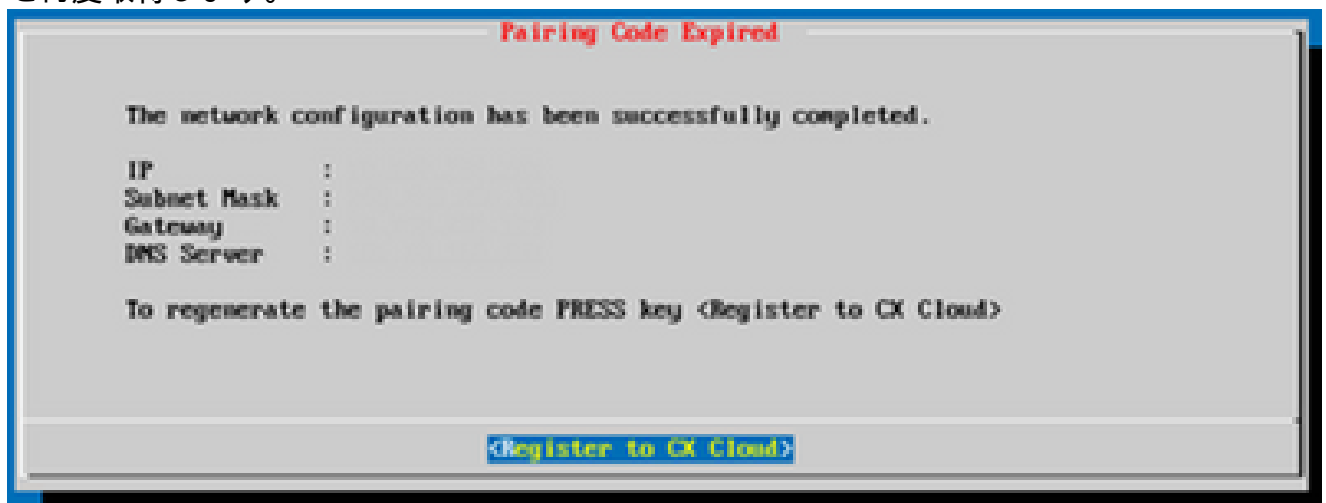 Pairing Code Expired
The network configuration has been successfully completed.
IP :
Subnet Mask :
Gateway :
DNS Server :
To regenerate the pairing code PRESS key <Register to CX Cloud>
<Register to CX Cloud>